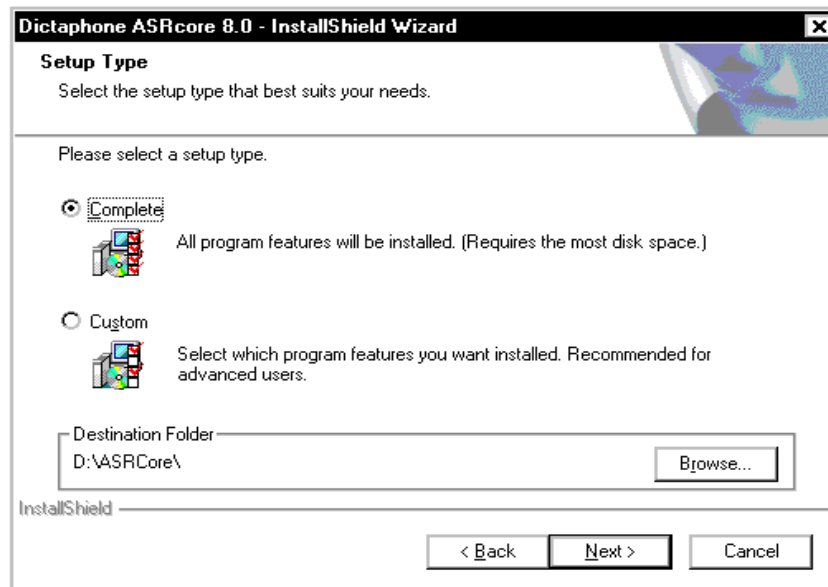 Dictaphone ASRcore 8.0 - InstallShield Wizard
Setup Type
Select the setup type that best suits your needs.
Please select a setup type.
Complete
All program features will be installed. (Requires the most disk space.)
Custom
Select which program features you want installed. Recommended for
advanced users.
Destination Folder
D:\ASRCore\
Browse...
InstallShield
< Back
Next >
Cancel